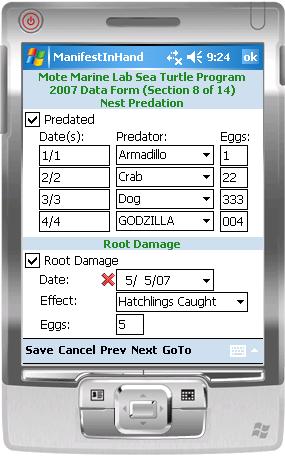 ManifestInHand 9:24 ok
Mote Marine Lab Sea Turtle Program
2007 Data Form (Section 8 of 14)
Nest Predation
Predated
Date(s): Predator: Eggs:
1/1 Armadillo 1
2/2 Crab 22
3/3 Dog 333
4/4 GODZILLA 004
Root Damage
Root Damage
Date: 5/ 5/07
Effect: Hatchlings Caught
Eggs: 5
Save Cancel Prev Next GoTo